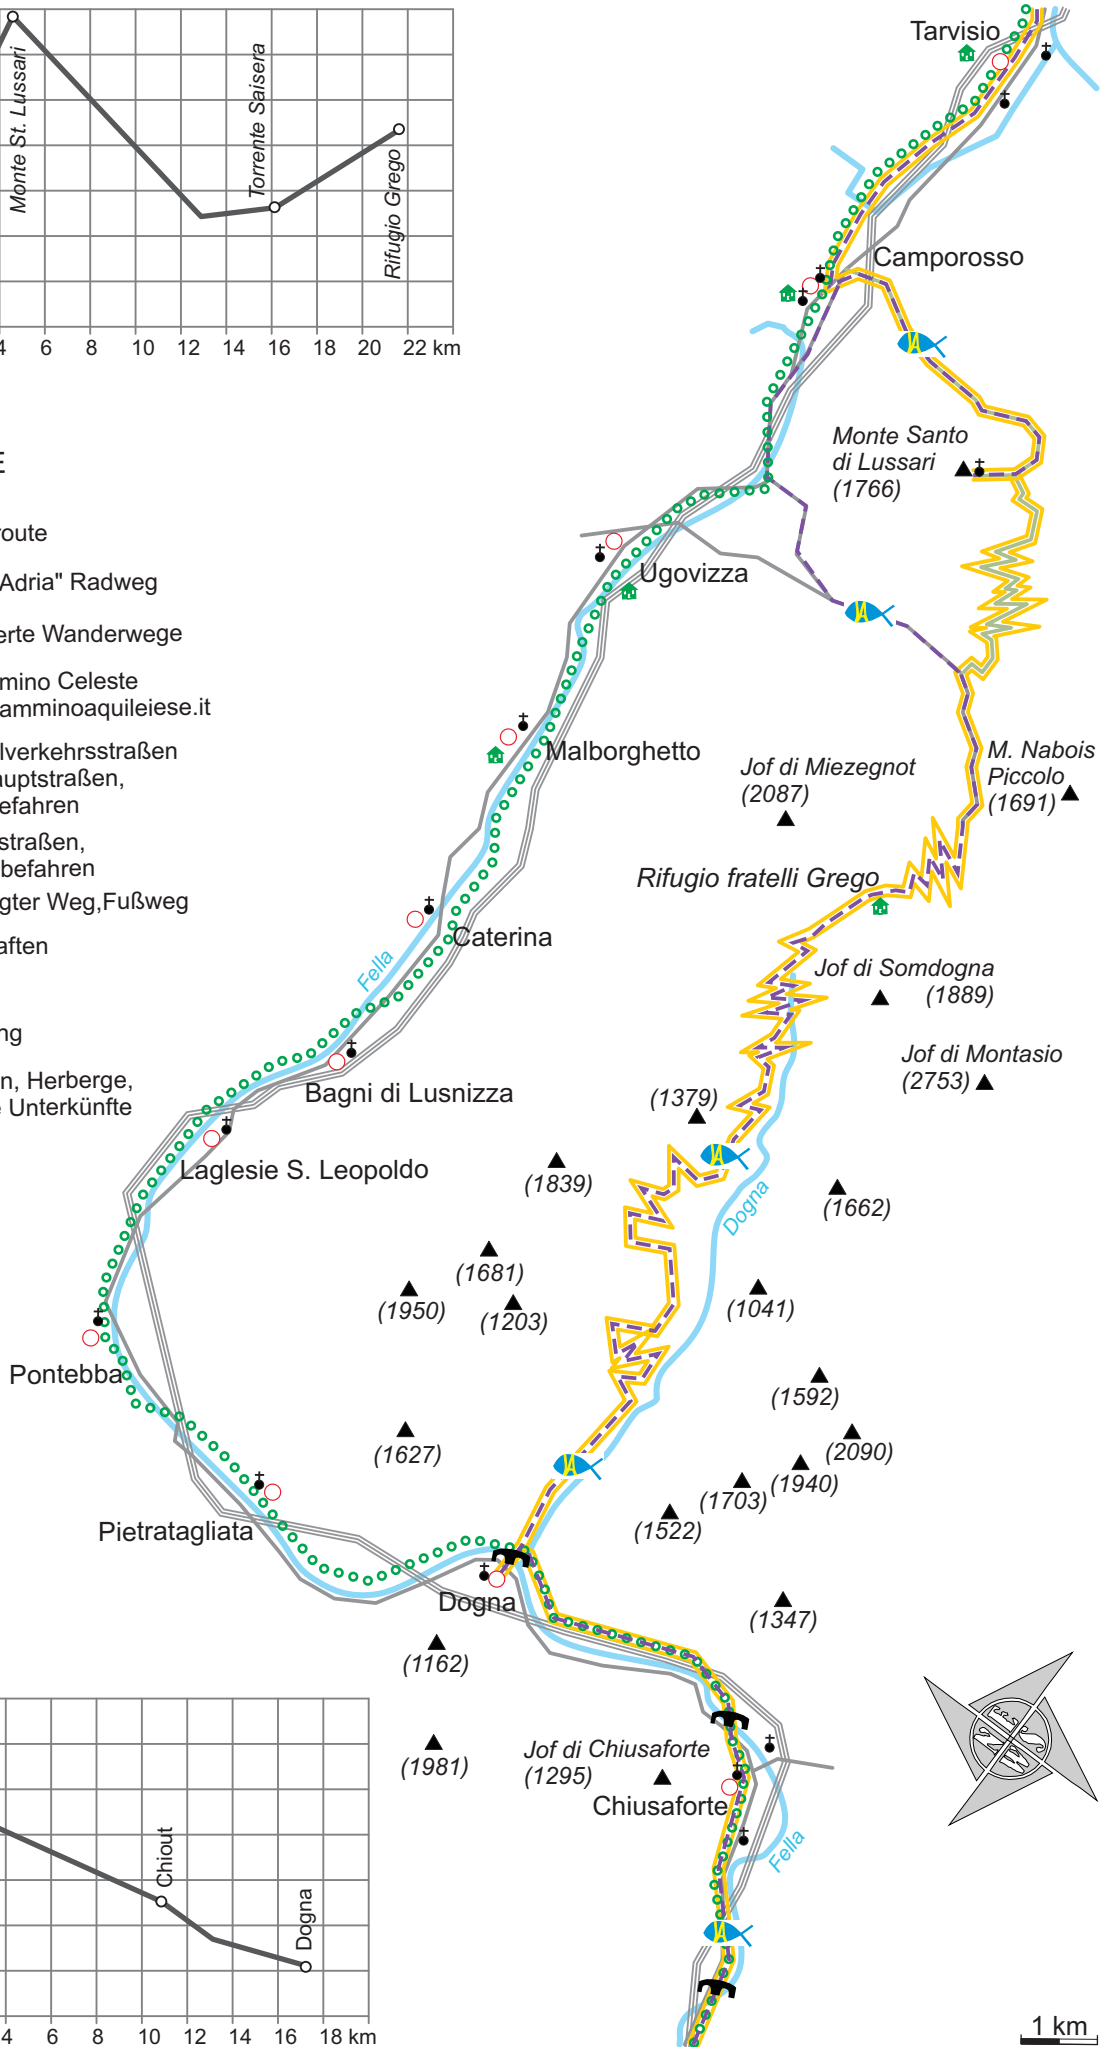 Monte St. Lussari
Torrente Saisera
Rifugio Grego
4 6 8 10 12 14 16 18 20 22 km
E
route
Adria" Radweg
erte Wanderwege
mino Celeste
amminoaquileiese.it
lverkehrsstraßen
auptstraßen,
efahren
straßen,
befahren
gter Weg,Fußweg
aften
ng
n, Herberge,
e Unterkünfte
Tarvisio
Camporosso
Monte Santo
di Lussari
(1766)
Ugovizza
Malborghetto
M. Nabois
Piccolo
(1691)
Jof di Miezegnot
(2087)
Rifugio fratelli Grego
Caterina
Fella
Jof di Somdogna
(1889)
Jof di Montasio
(2753)
Bagni di Lusnizza
(1379)
Laglesie S. Leopoldo
(1839)
(1662)
Dogna
(1681)
(1950)
(1203)
(1041)
Pontebba
(1592)
(1627)
(2090)
(1940)
(1703)
(1522)
Pietratagliata
Dogna
(1347)
(1162)
(1981)
Jof di Chiusaforte
(1295)
Chiusaforte
Fella
Chiout
Dogna
4 6 8 10 12 14 16 18 km
1 km